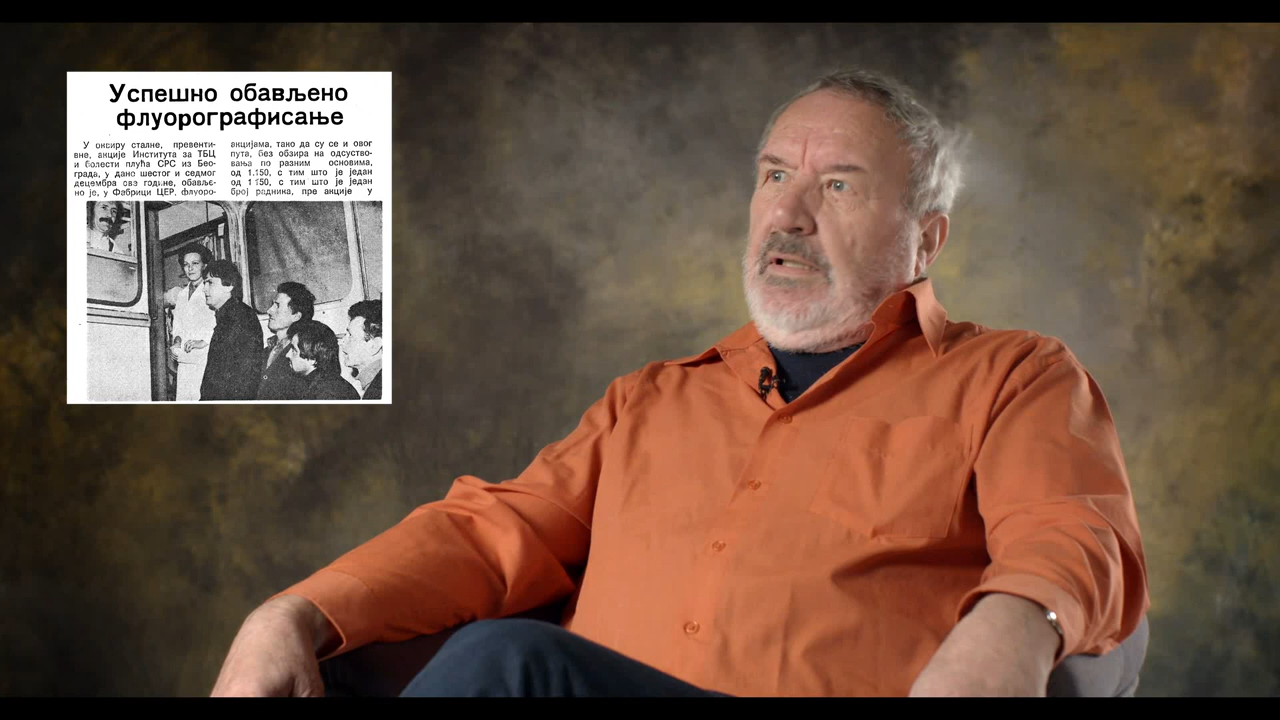 Успешно обављено
флуорографисање
У оксиру сталне, превенти-
вне, акције Института за ТБЦ
и болести плућа СРС из Бео-
града, у дано шестог и седмог
децембра ове године, обавље-
но је, у Фабрици ЦЕР, флуоро-
акцијама, тако да су се и овог
пута, без обзира на одсуство-
вања по разним основима,
од 1.150, с тим што је један
од 1 150, с тим што је један
број радника, пре акције у